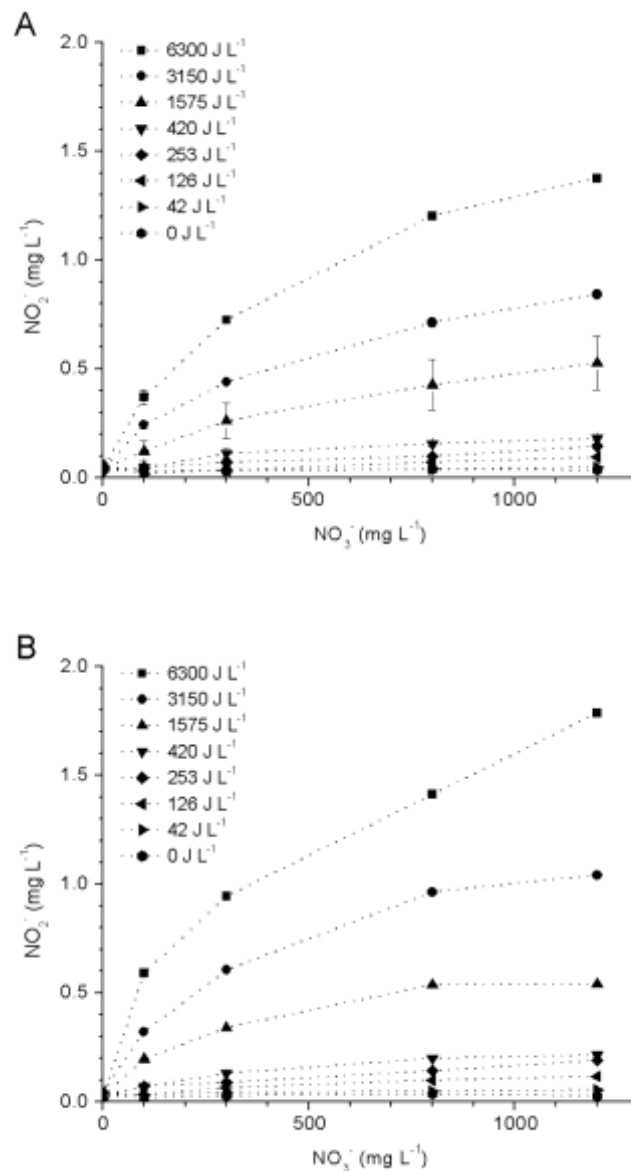 A
2.0
1.5
1.0
0.5
0.0
NO₂⁻ (mg L⁻¹)
6300 J L⁻¹
3150 J L⁻¹
1575 J L⁻¹
420 J L⁻¹
253 J L⁻¹
126 J L⁻¹
42 J L⁻¹
0 J L⁻¹
0 500 1000
NO₃⁻ (mg L⁻¹)
B
2.0
1.5
1.0
0.5
0.0
NO₂⁻ (mg L⁻¹)
6300 J L⁻¹
3150 J L⁻¹
1575 J L⁻¹
420 J L⁻¹
253 J L⁻¹
126 J L⁻¹
42 J L⁻¹
0 J L⁻¹
0 500 1000
NO₃⁻ (mg L⁻¹)